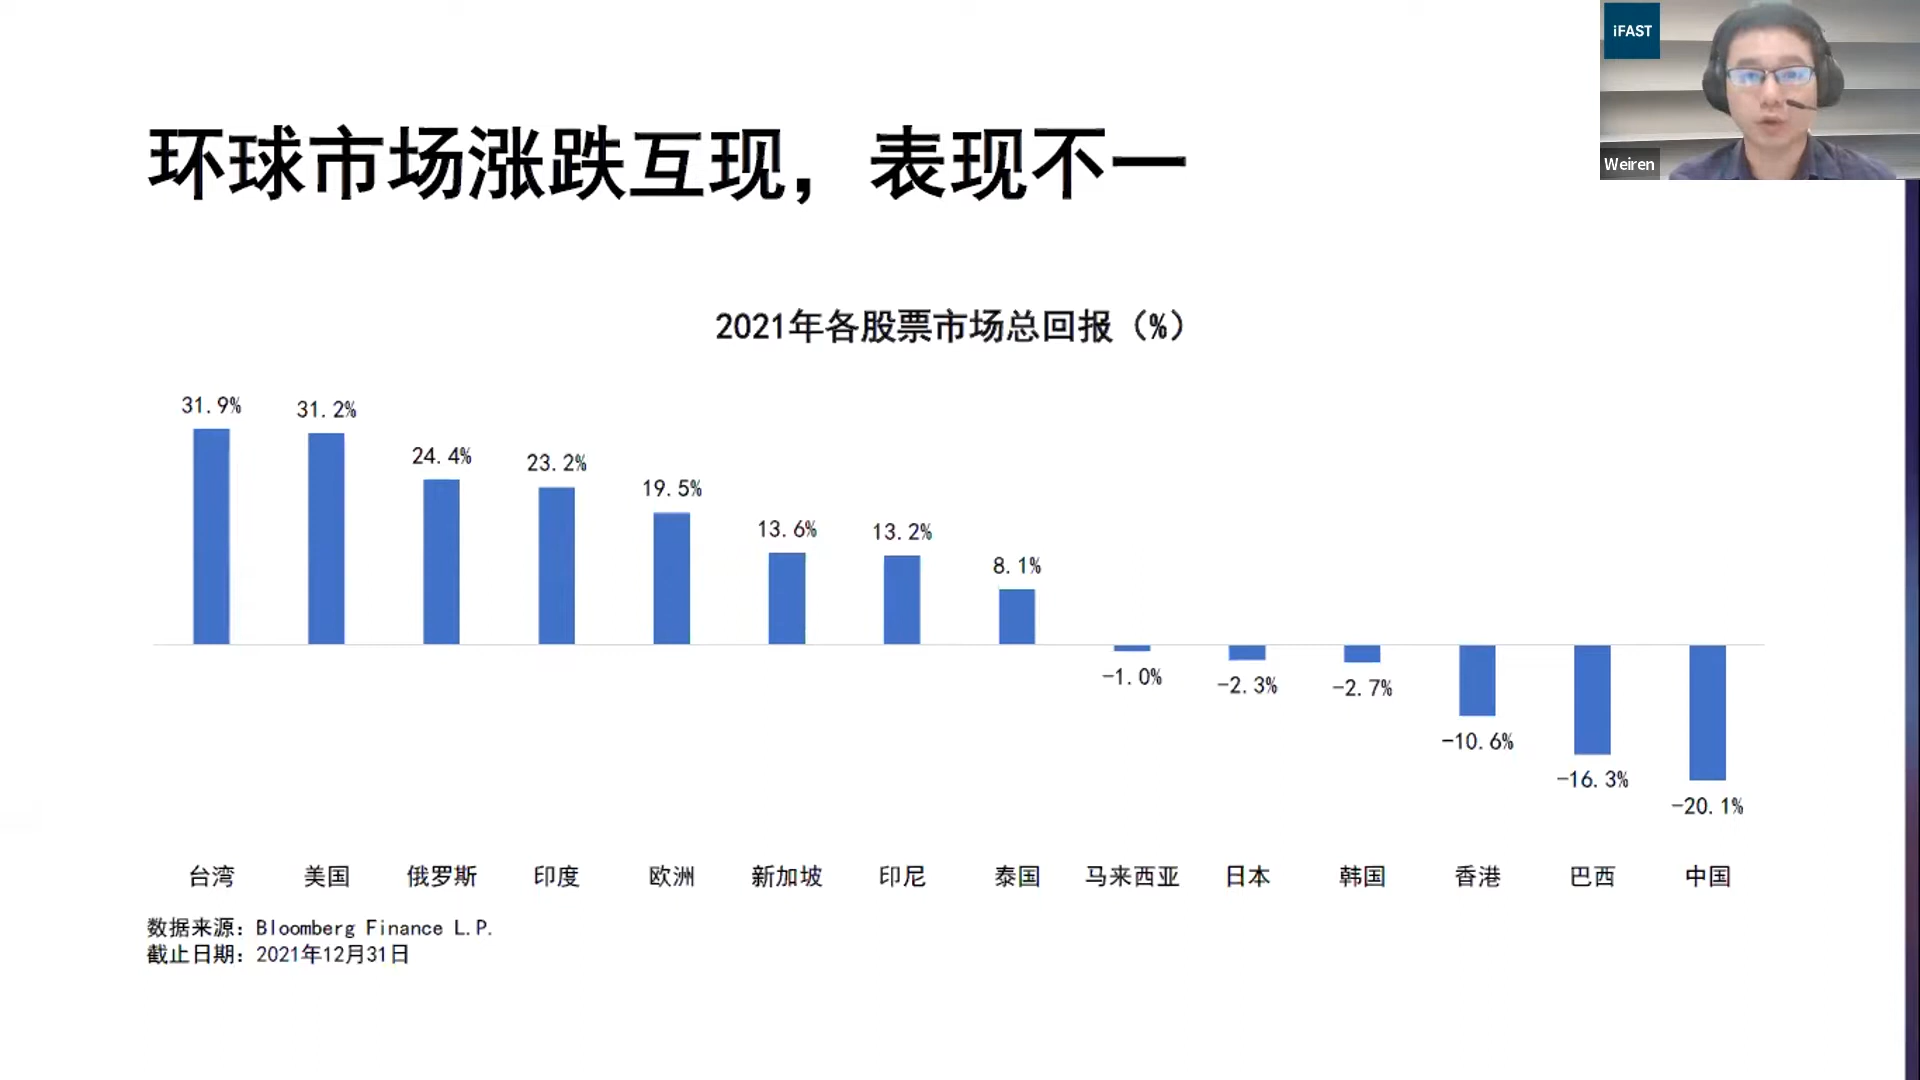 iFAST
Weiren
环球市场涨跌互现，表现不一
2021年各股票市场总回报（%）
31.9% 31.2% 24.4% 23.2% 19.5% 13.6% 13.2% 8.1% -1.0% -2.3% -2.7% -10.6% -16.3% -20.1%
台湾 美国 俄罗斯 印度 欧洲 新加坡 印尼 泰国 马来西亚 日本 韩国 香港 巴西 中国
数据来源：Bloomberg Finance L.P.
截止日期：2021年12月31日